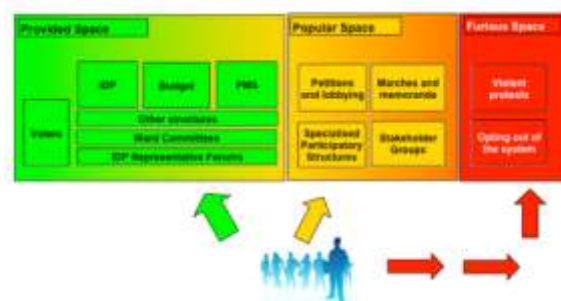 Provided Space
Popular Space
Furious Space
IDP
Budget
PMS
Voters
Other structures
Ward Committees
IDP Representative Forums
Petitions
and lobbying
Marches and
memoranda
Specialised
Participatory
Structures
Stakeholder
Groups
Violent
protests
Opting out of
the system